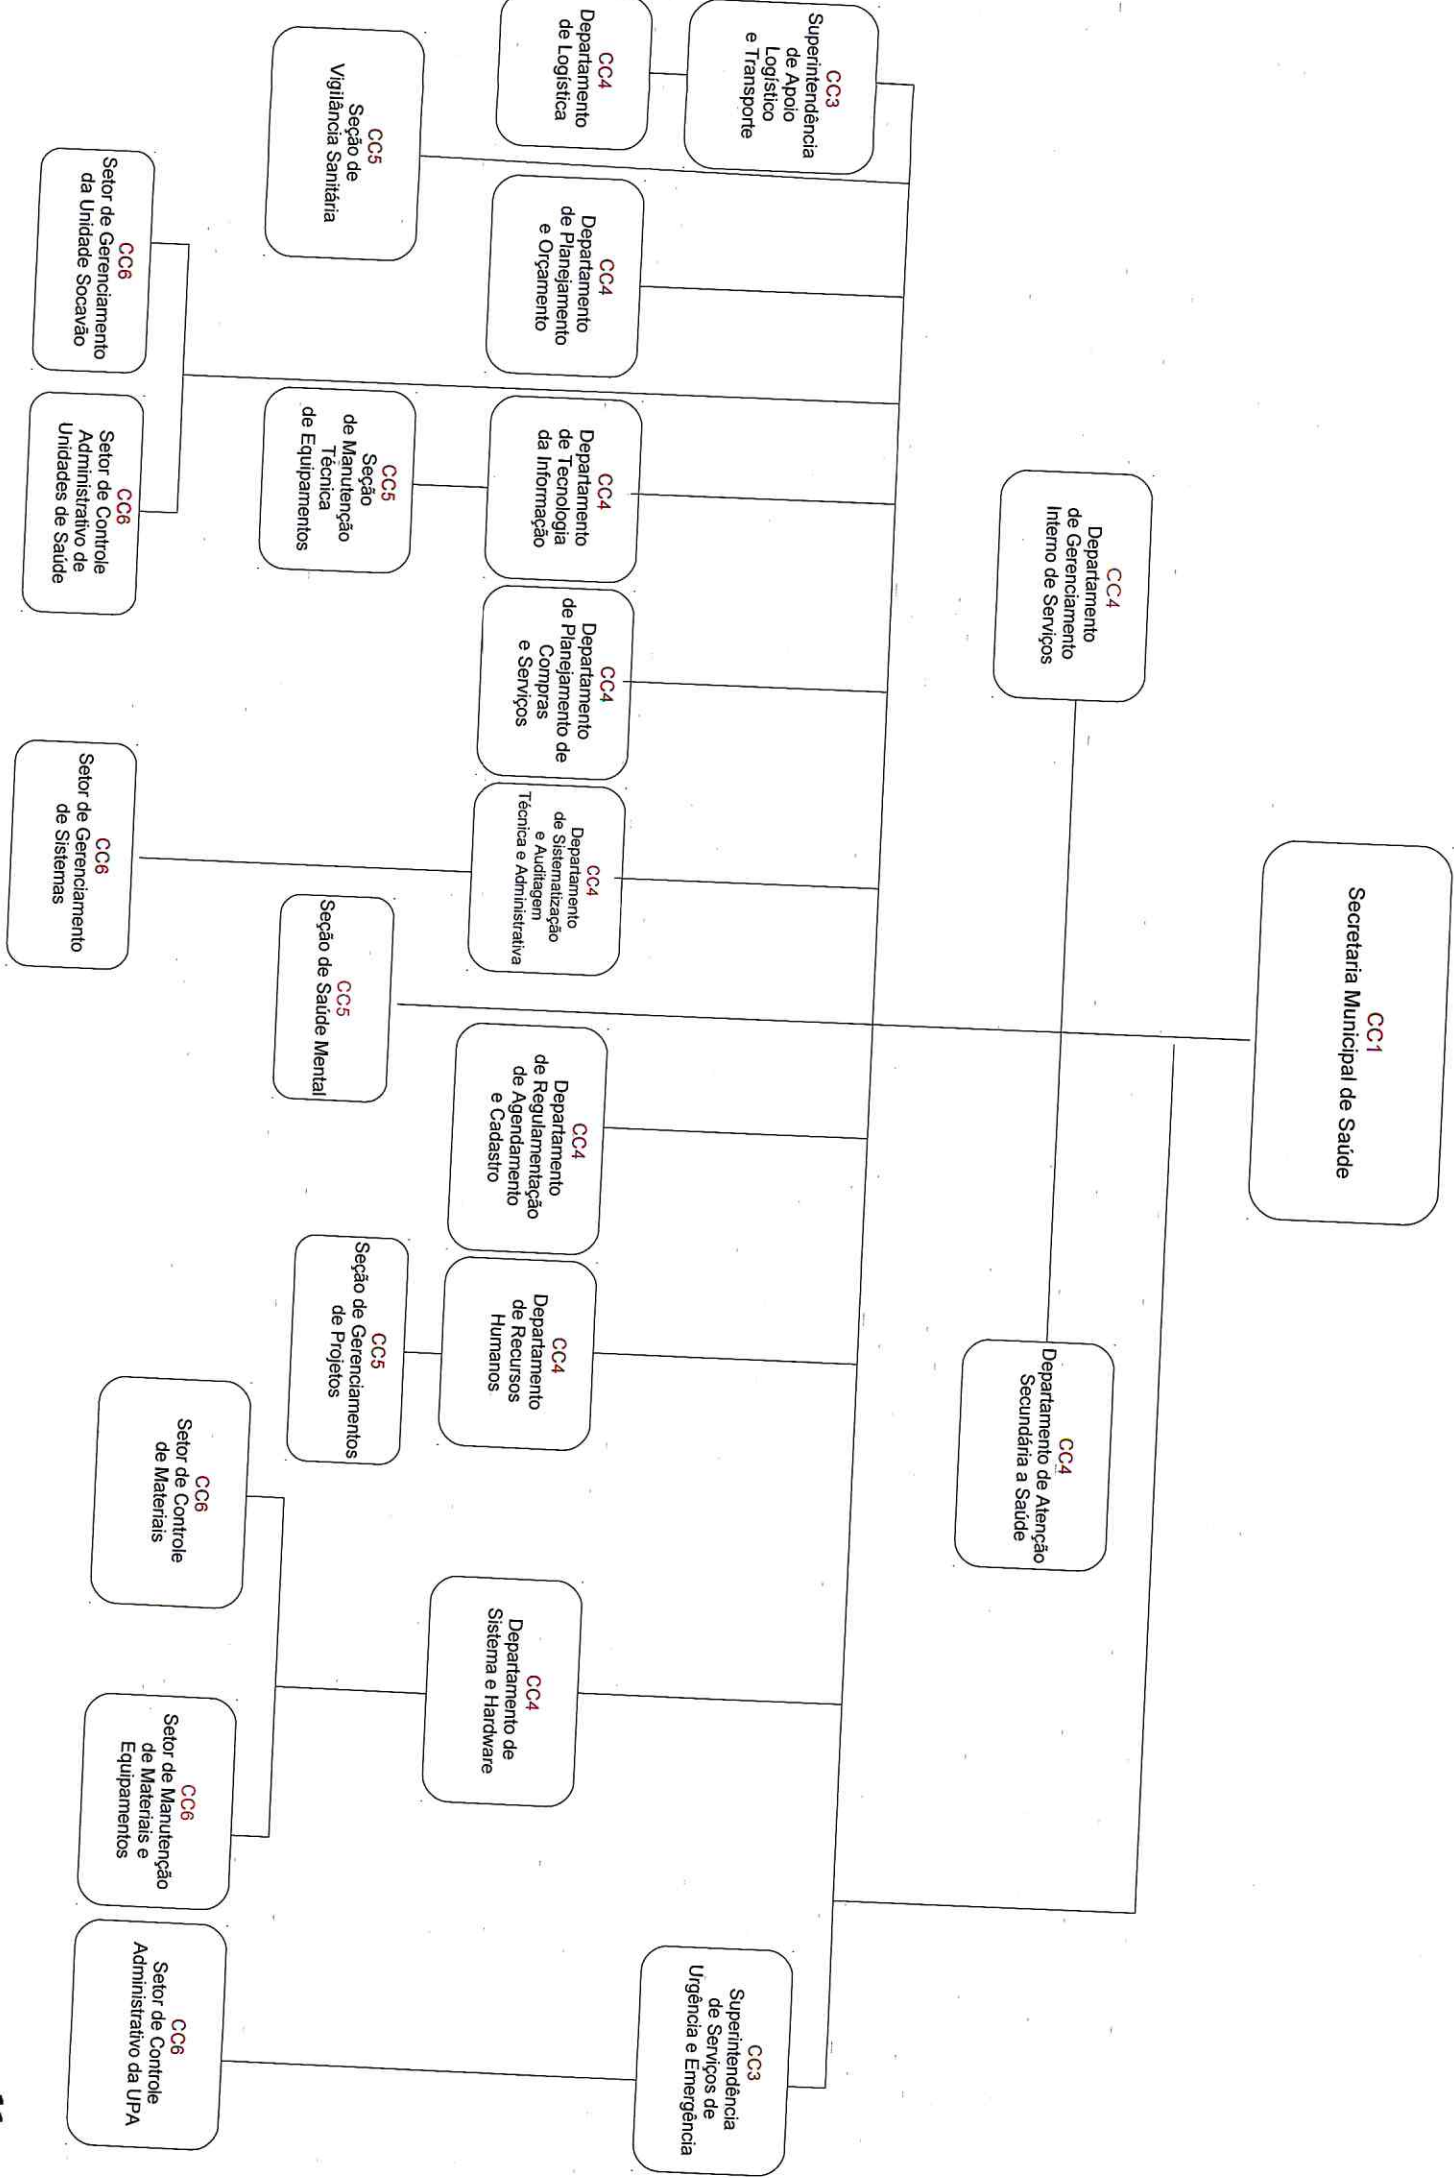 CC1
Secretaria Municipal de Saúde
CC4
Departamento
de Gerenciamento
Interno de Serviços
CC4
Departamento de Atenção
Secundária a Saúde
CC3
Superintendência
de Apoio
Logístico
e Transporte
CC3
Superintendência
de Serviços de
Urgência e Emergência
CC4
Departamento
de Logística
CC4
Departamento
de Planejamento
e Orçamento
CC4
Departamento
de Tecnologia
da Informação
CC4
Departamento
de Planejamento de
Compras
e Serviços
CC4
Departamento
de Sistematização
e Auditagem
Técnica e Administrativa
CC4
Departamento
de Regulamentação
de Agendamento
e Cadastro
CC4
Departamento
de Recursos
Humanos
CC4
Departamento de
Sistema e Hardware
CC5
Seção de
Vigilância Sanitária
CC5
Seção
de Manutenção
Técnica
de Equipamentos
CC5
Seção de Saúde Mental
CC5
Seção de Gerenciamentos
de Projetos
CC6
Setor de Gerenciamento
da Unidade Socavão
CC6
Setor de Controle
Administrativo de
Unidades de Saúde
CC6
Setor de Gerenciamento
de Sistemas
CC6
Setor de Controle
de Materiais
CC6
Setor de Manutenção
de Materiais e
Equipamentos
CC6
Setor de Controle
Administrativo da UPA